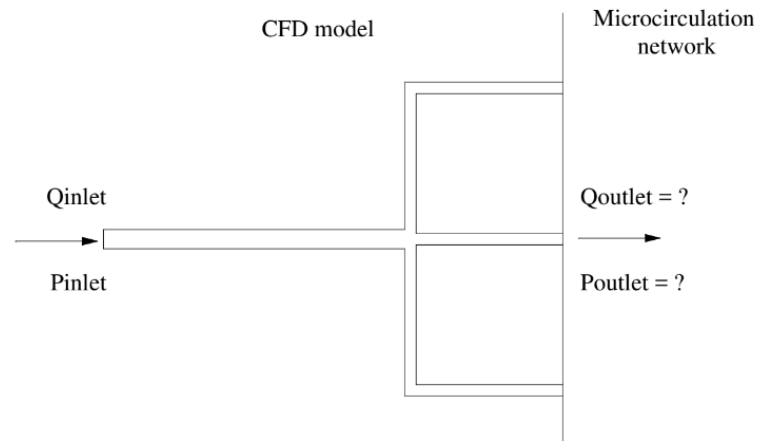 CFD model
Microcirculation
network
Qinlet
Qoutlet = ?
Pinlet
Poutlet = ?